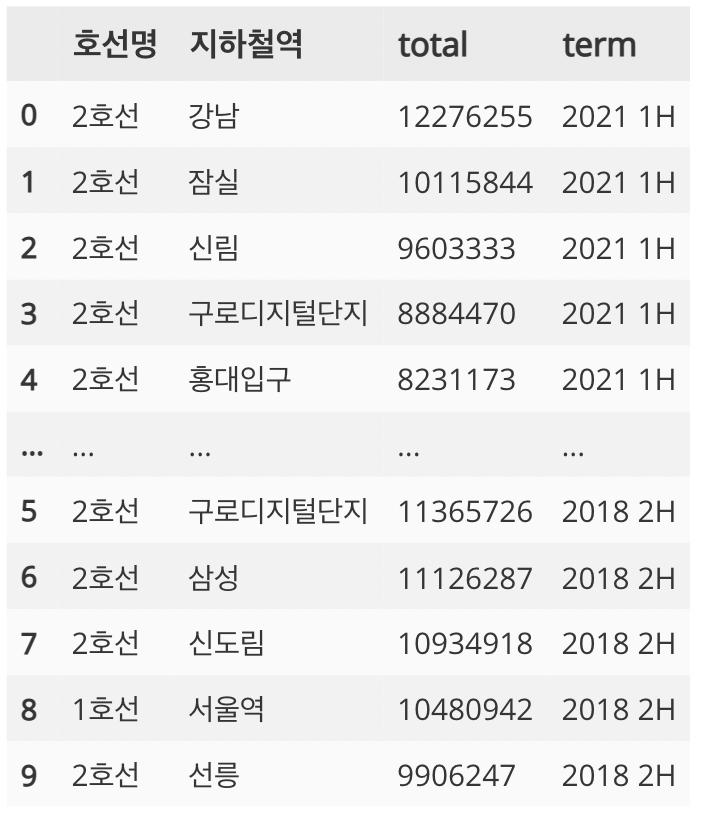 호선명 지하철역 total term
0 2호선 강남 12276255 2021 1H
1 2호선 잠실 10115844 2021 1H
2 2호선 신림 9603333 2021 1H
3 2호선 구로디지털단지 8884470 2021 1H
4 2호선 홍대입구 8231173 2021 1H
... ... ... ... ...
5 2호선 구로디지털단지 11365726 2018 2H
6 2호선 삼성 11126287 2018 2H
7 2호선 신도림 10934918 2018 2H
8 1호선 서울역 10480942 2018 2H
9 2호선 선릉 9906247 2018 2H